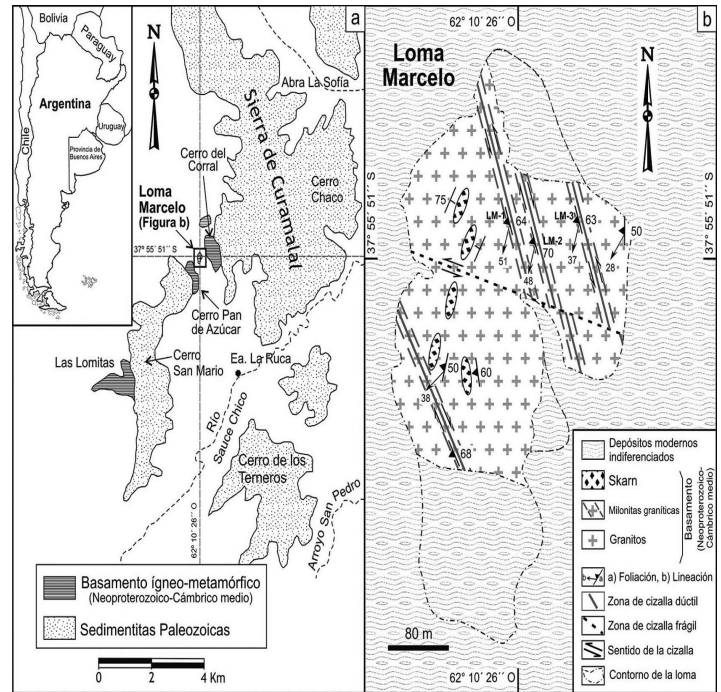 Bolivia
Paraguay
Argentina
Uruguay
Chile
Provincia de
Buenos Aires
a
N
Abra La Sofía
Sierra de Curamalal
Cerro del
Corral
Cerro
Chaco
Loma
Marcelo
(Figura b)
37° 55' 51'' S
Cerro Pan
de Azúcar
Las Lomitas
Cerro
San Mario
Ea. La Ruca
Río
Sauce Chico
Cerro de los
Terneros
Arroyo San Pedro
62° 10' 26'' O
Basamento ígneo-metamórfico
(Neoproterozoico-Cámbrico medio)
Sedimentitas Paleozoicas
0 2 4 Km
62° 10' 26'' O
b
Loma
Marcelo
N
75
LM-1
64
LM-3
63
50
37° 55' 51'' S
LM-2
51
70
37
28
48
50
60
38
68
80 m
62° 10' 26'' O
Depósitos modernos
indiferenciados
Skarn
Milonitas graníticas
Granitos
Basamento
(Neoproterozoico-
Cámbrico medio)
b a
a) Foliación, b) Lineación
Zona de cizalla dúctil
Zona de cizalla frágil
Sentido de la cizalla
Contorno de la loma